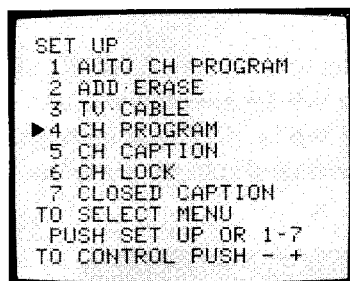 SET UP
1 AUTO CH PROGRAM
2 ADD·ERASE
3 TV·CABLE
▶4 CH PROGRAM
5 CH CAPTION
6 CH LOCK
7 CLOSED CAPTION
TO SELECT MENU
PUSH SET UP OR 1-7
TO CONTROL PUSH - +